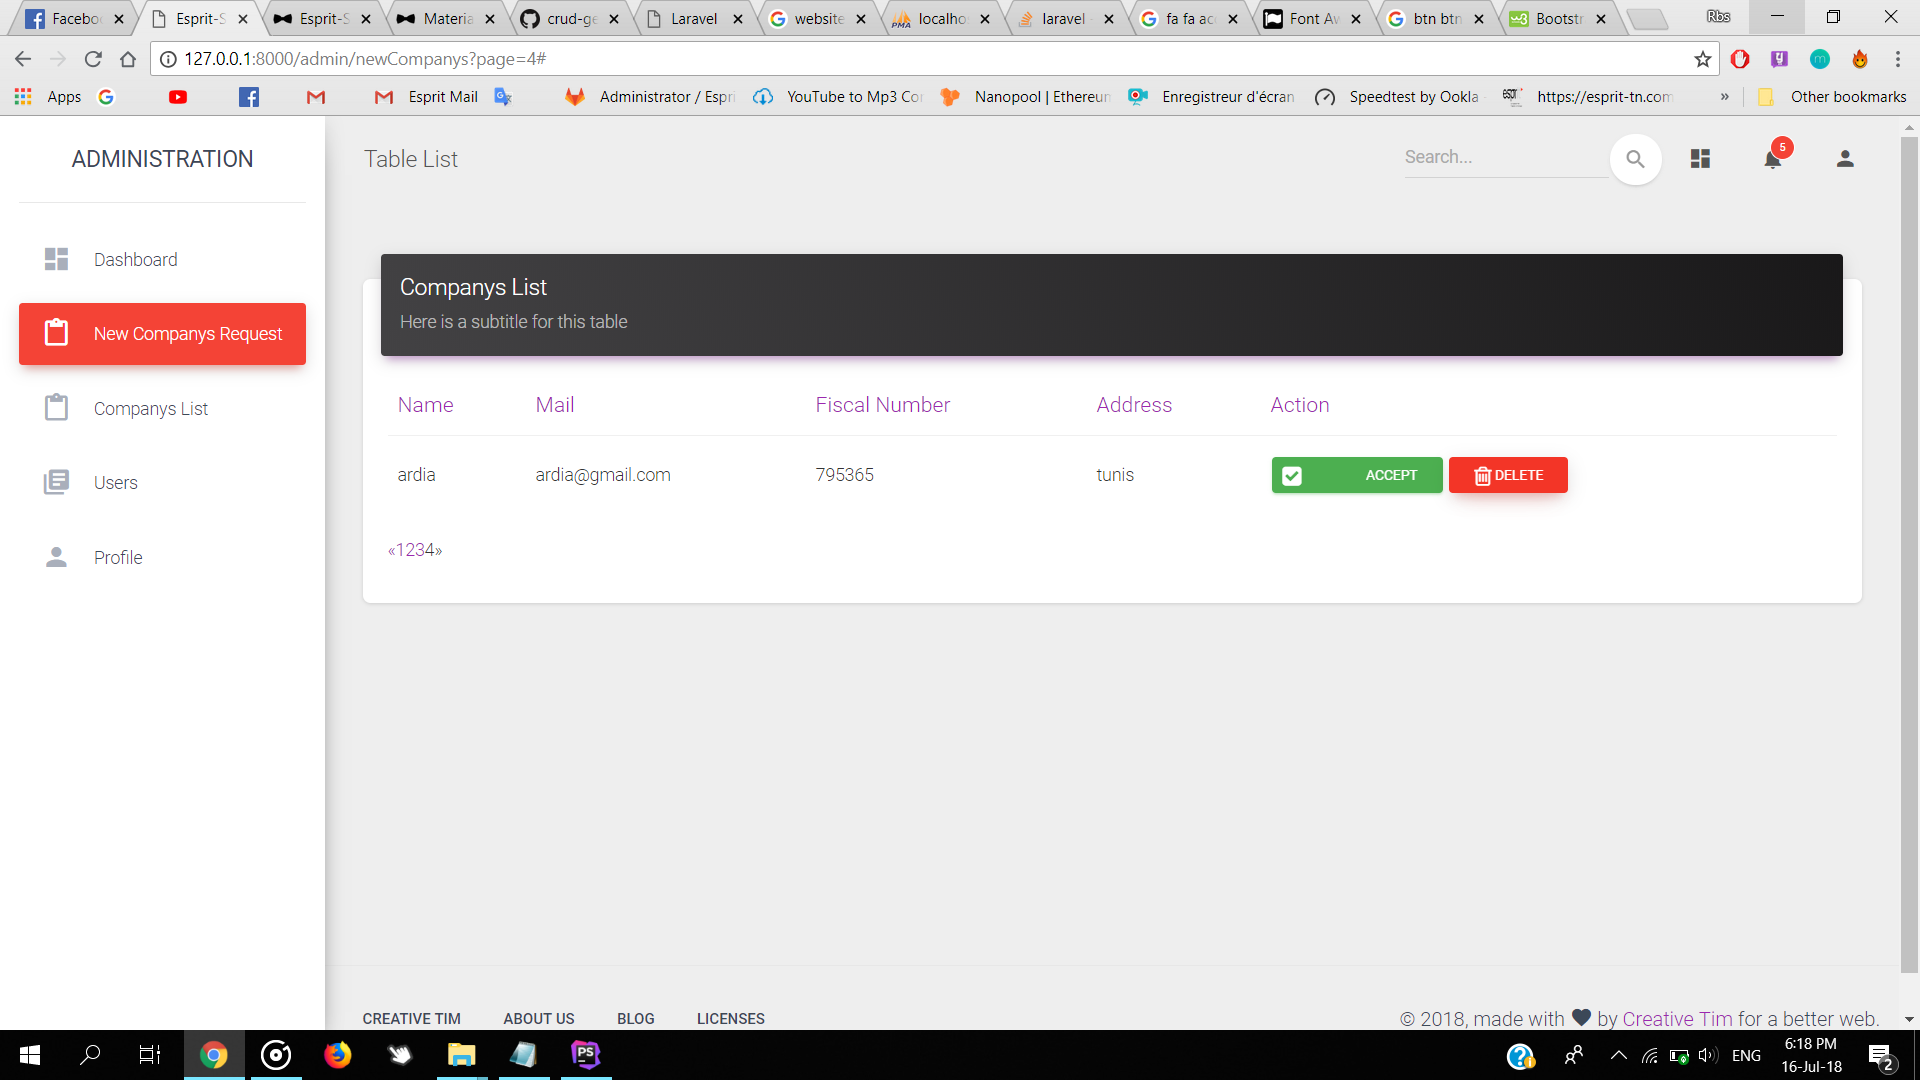 Facebo
Esprit-S
Esprit-S
Materia
crud-ge
Laravel
website
localho
laravel
fa fa ac
Font Aw
btn btn
Bootstr
Rbs
127.0.0.1:8000/admin/newCompanys?page=4#
Apps
Esprit Mail
Administrator / Espri
YouTube to Mp3 Co
Nanopool | Ethereun
Enregistreur d'écran
Speedtest by Ookla
https://esprit-tn.com
»
Other bookmarks
ADMINISTRATION
Table List
Search...
5
Dashboard
New Companys Request
Companys List
Users
Profile
Companys List
Here is a subtitle for this table
Name Mail Fiscal Number Address Action
ardia ardia@gmail.com 795365 tunis ACCEPT DELETE
«1234»
CREATIVE TIM ABOUT US BLOG LICENSES
© 2018, made with by Creative Tim for a better web.
ENG
6:18 PM
16-Jul-18
2